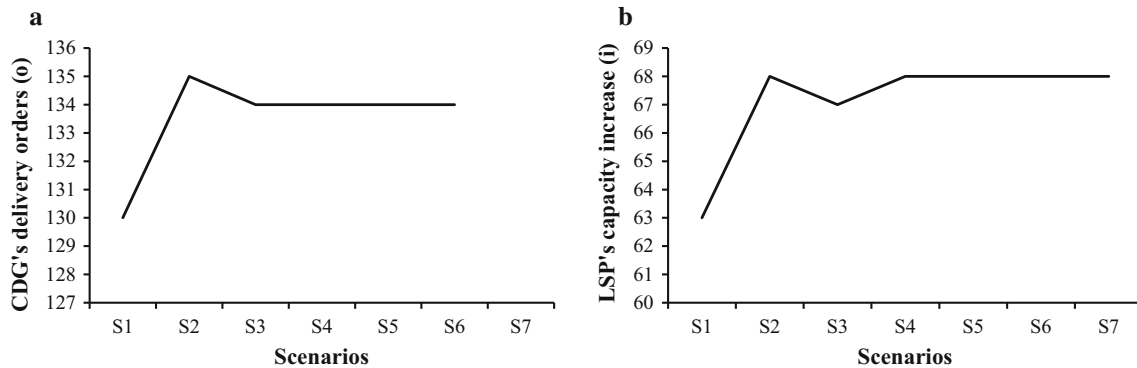 a
CDG's delivery orders (o)
136
135
134
133
132
131
130
129
128
127
S1 S2 S3 S4 S5 S6 S7
Scenarios
b
LSP's capacity increase (i)
69
68
67
66
65
64
63
62
61
60
S1 S2 S3 S4 S5 S6 S7
Scenarios